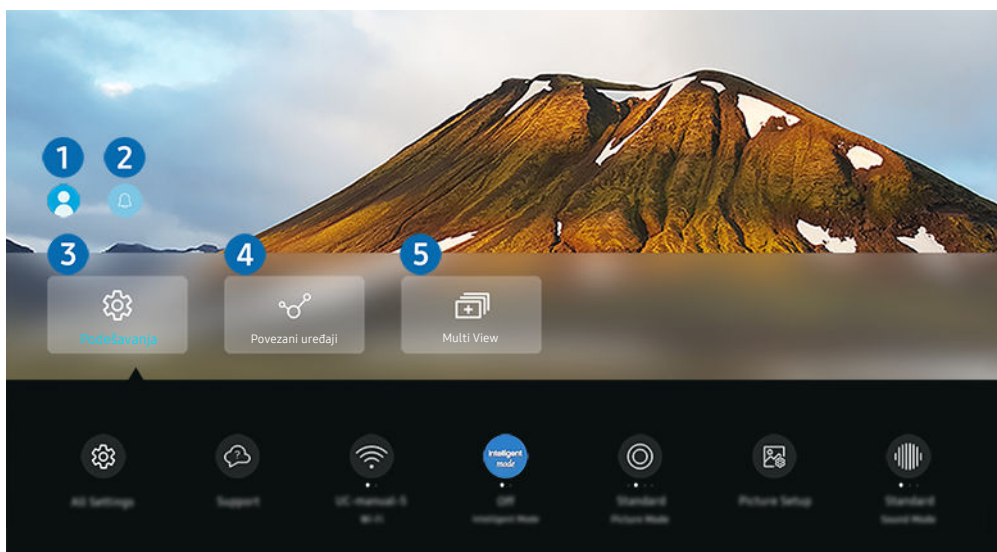 1 2
3 4 5
Podešavanja Povezani uređaji Multi View
?
intelligent
mode
All Settings Support UC-manual-5 Off Standard Picture Setup Standard
Wi-Fi Intelligent Mode Picture Mode Sound Mode